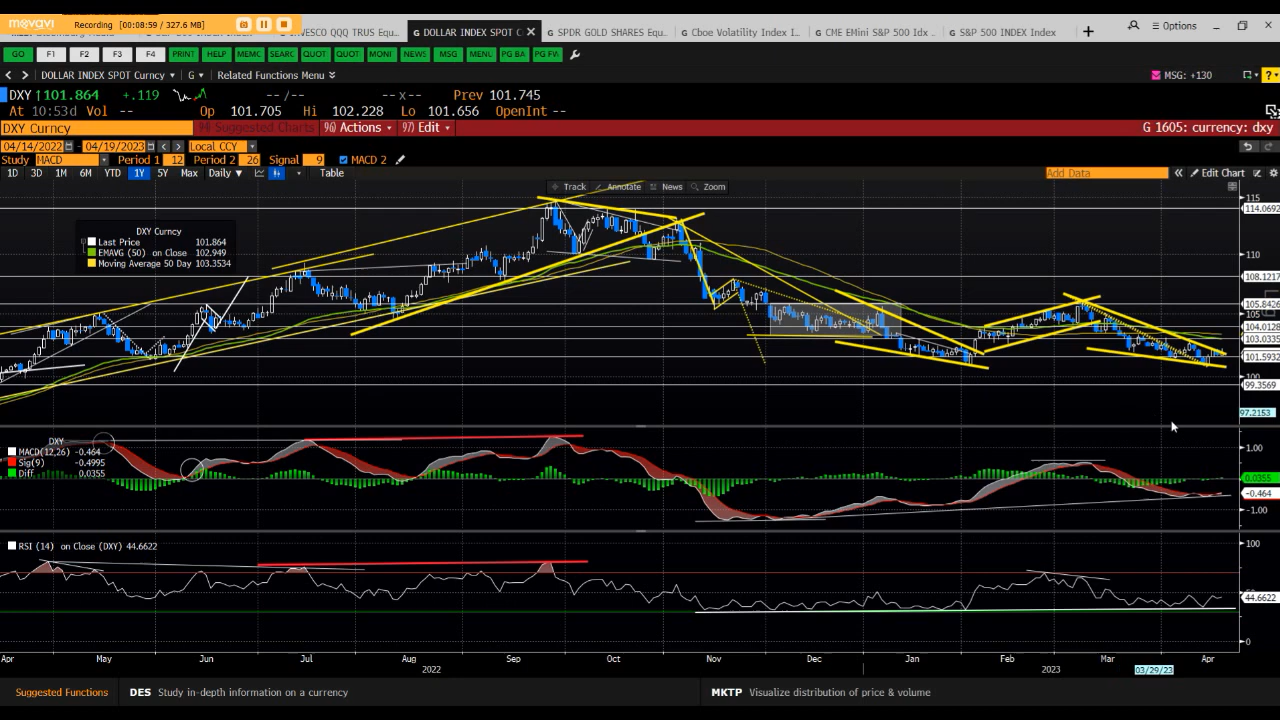 movavi Recording (00:08:59 / 327.6 MB)
G DOLLAR INDEX SPOT C
G SPDR GOLD SHARES Equ...
G Cboe Volatility Index I...
G CME EMini S&P 500 Idx ...
G S&P 500 INDEX Index
Options
GO F1 F2 F3 F4 PRINT HELP MEMC SEARC QUOT QUOT MONI NEWS MSG MENU PG BA PG FW
DOLLAR INDEX SPOT Curncy G Related Functions Menu MSG: +130
DXY ↑101.864 +.119 -- / -- -- x -- Prev 101.745
At 10:53d Vol -- Op 101.705 Hi 102.228 Lo 101.656 OpenInt --
DXY Curncy 94) Suggested Charts 96) Actions 97) Edit G 1605: currency: dxy
04/14/2022 - 04/19/2023 Local CCY
Study MACD Period 1 12 Period 2 26 Signal 9 MACD 2
1D 3D 1M 6M YTD 1Y 5Y Max Daily Table Add Data Edit Chart
Track Annotate News Zoom
115
114.0692
DXY Curncy
Last Price 101.864
EMAVG (50) on Close 102.949
Moving Average 50 Day 103.3534
110
108.1217
105.8426
105
104.0128
103.0335
101.5932
100
99.3569
97.2153
DXY
MACD(12,26) -0.464
Sig(9) -0.4995
Diff 0.0355
1.00
0.0355
-0.464
-1.00
RSI (14) on Close (DXY) 44.6622
100
44.6622
0
Apr May Jun Jul Aug Sep Oct Nov Dec Jan Feb Mar Apr
2022 2023 03/29/23
Suggested Functions DES Study in-depth information on a currency MKTP Visualize distribution of price & volume